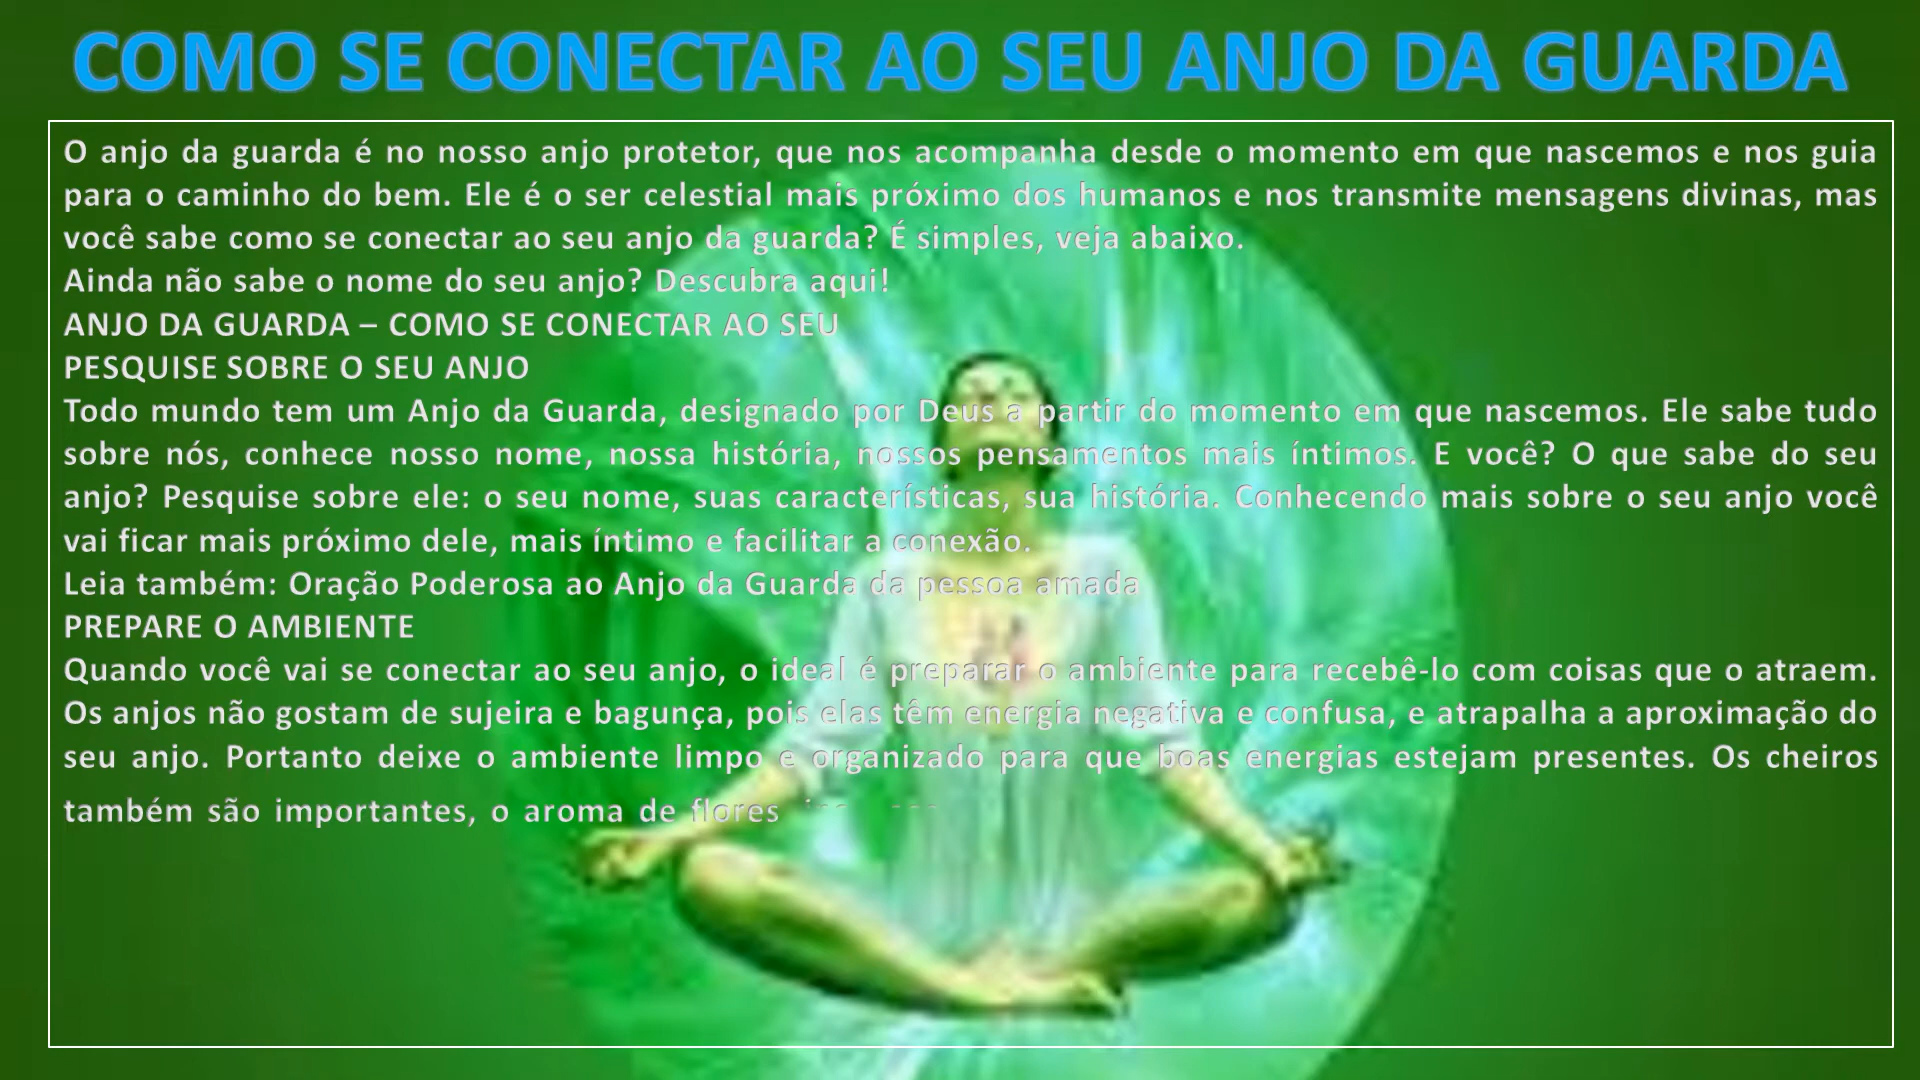 COMO SE CONECTAR AO SEU ANJO DA GUARDA
O anjo da guarda é no nosso anjo protetor, que nos acompanha desde o momento em que nascemos e nos guia
para o caminho do bem. Ele é o ser celestial mais próximo dos humanos e nos transmite mensagens divinas, mas
você sabe como se conectar ao seu anjo da guarda? É simples, veja abaixo.
Ainda não sabe o nome do seu anjo? Descubra aqui!
ANJO DA GUARDA – COMO SE CONECTAR AO SEU
PESQUISE SOBRE O SEU ANJO
Todo mundo tem um Anjo da Guarda, designado por Deus a partir do momento em que nascemos. Ele sabe tudo
sobre nós, conhece nosso nome, nossa história, nossos pensamentos mais íntimos. E você? O que sabe do seu
anjo? Pesquise sobre ele: o seu nome, suas características, sua história. Conhecendo mais sobre o seu anjo você
vai ficar mais próximo dele, mais íntimo e facilitar a conexão.
Leia também: Oração Poderosa ao Anjo da Guarda da pessoa amada
PREPARE O AMBIENTE
Quando você vai se conectar ao seu anjo, o ideal é preparar o ambiente para recebê-lo com coisas que o atraem.
Os anjos não gostam de sujeira e bagunça, pois elas têm energia negativa e confusa, e atrapalha a aproximação do
seu anjo. Portanto deixe o ambiente limpo e organizado para que boas energias estejam presentes. Os cheiros
também são importantes, o aroma de flores